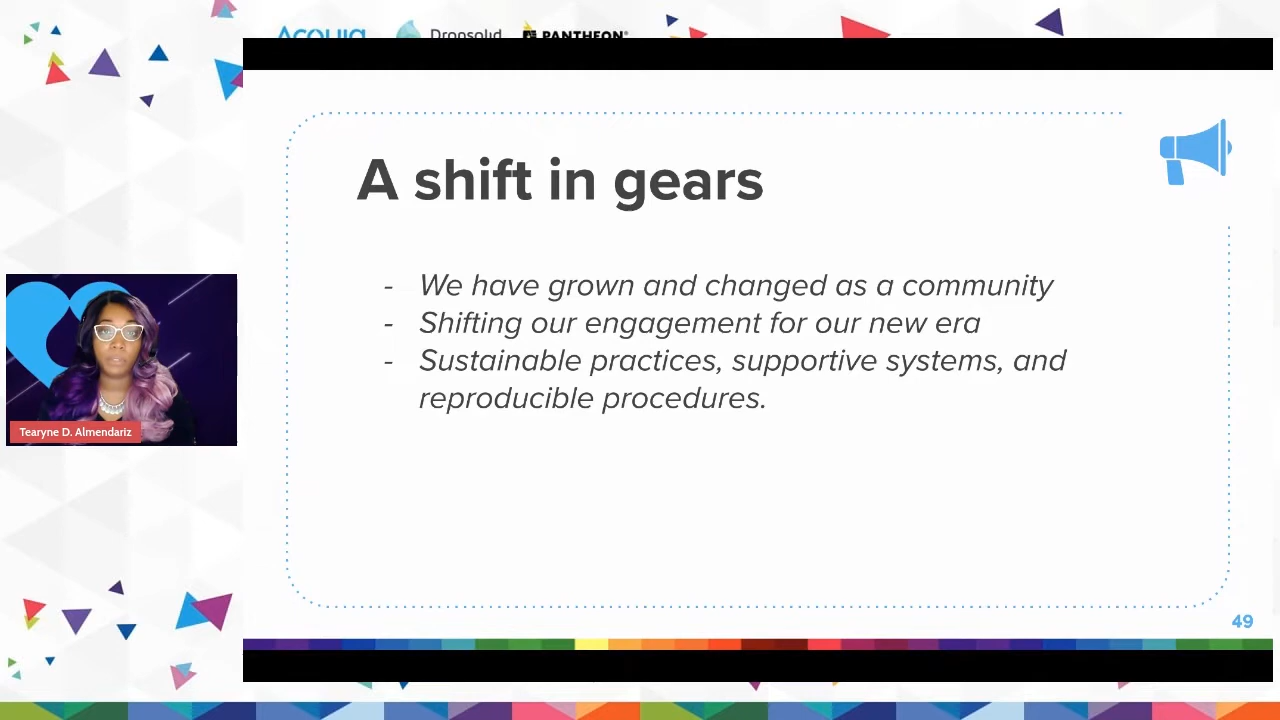 Acquia Dropsolid PANTHEON®
A shift in gears
- We have grown and changed as a community
- Shifting our engagement for our new era
- Sustainable practices, supportive systems, and
reproducible procedures.
Tearyne D. Almendariz
49